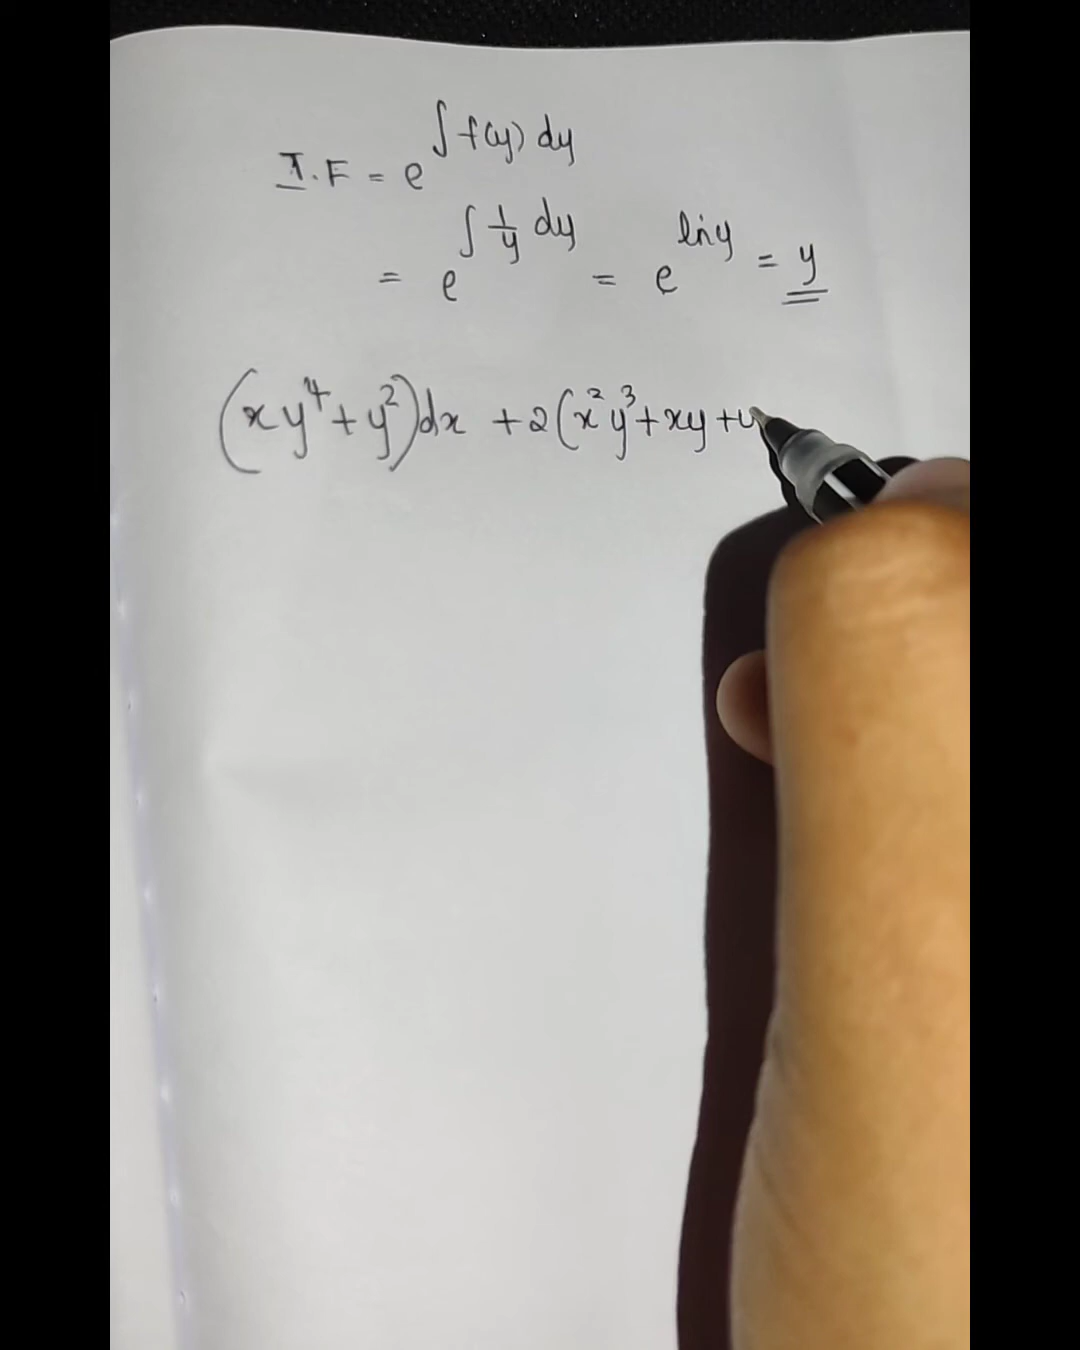 I.F = e^{∫ f(y) dy}
= e^{∫ 1/y dy} = e^{ln y} = y
(xy⁴ + y²)dx + 2(x²y³ + xy + y